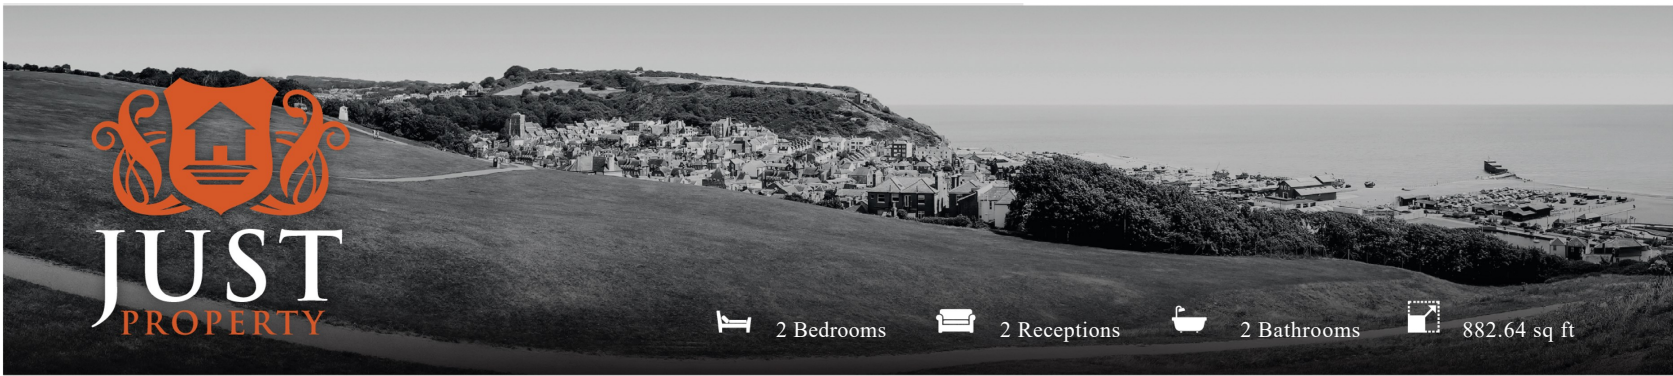 JUST
PROPERTY
2 Bedrooms
2 Receptions
2 Bathrooms
882.64 sq ft